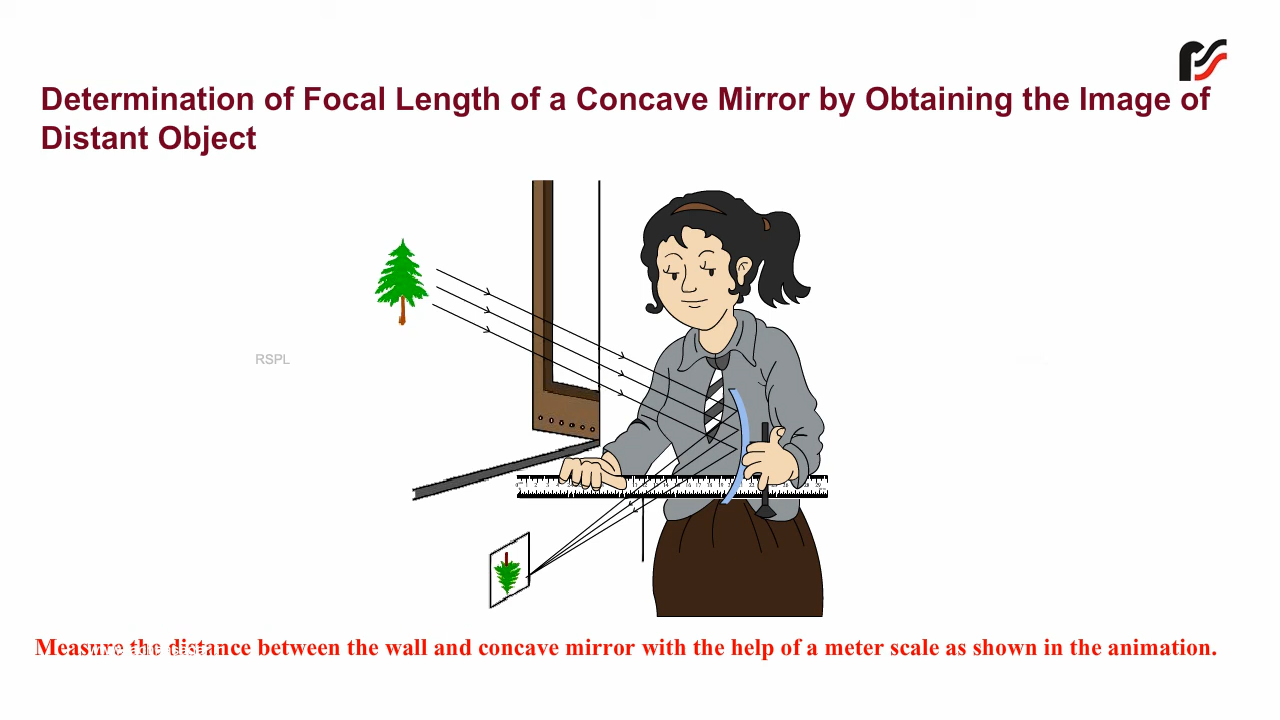 Determination of Focal Length of a Concave Mirror by Obtaining the Image of
Distant Object
RSPL
Measure the distance between the wall and concave mirror with the help of a meter scale as shown in the animation.